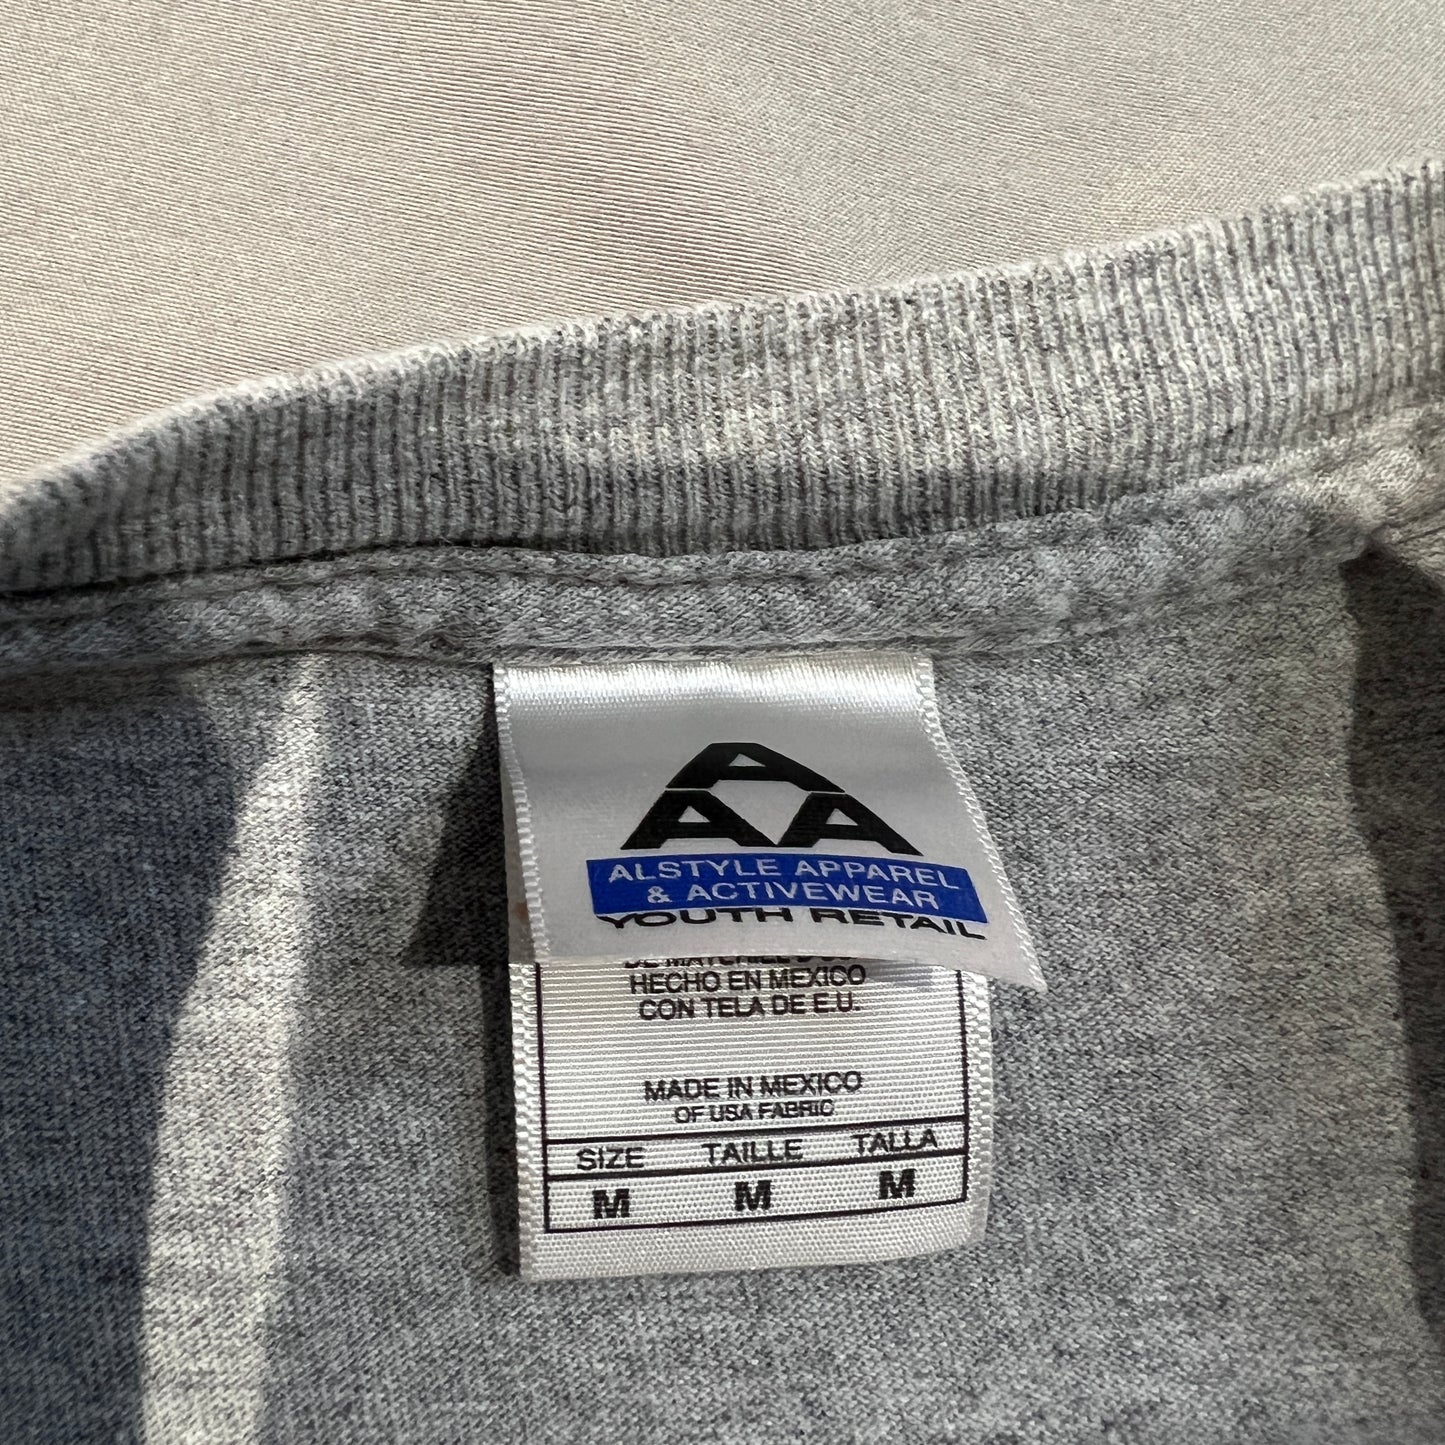 A
AA
ALSTYLE APPAREL
& ACTIVEWEAR
YOUTH RETAIL
HECHO EN MEXICO
CON TELA DE E.U.
MADE IN MEXICO
OF USA FABRIC
SIZE TAILLE TALLA
M M M